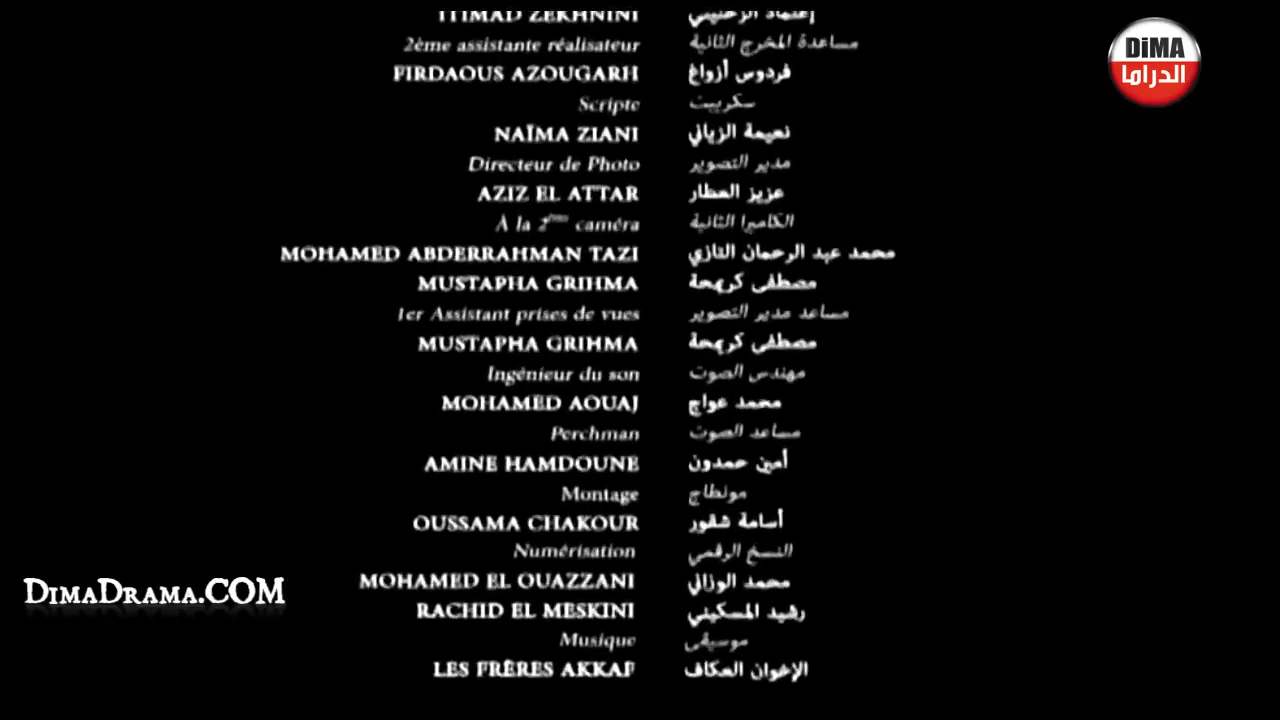 ITIMAD ZEKHNINI إعتماد الزخنيني
2ème assistante réalisateur مساعدة المخرج الثانية
FIRDAOUS AZOUGARH فردوس أزواغ
Scripte سكريبت
NAÏMA ZIANI نعيمة الزياني
Directeur de Photo مدير التصوير
AZIZ EL ATTAR عزيز العطار
À la 2ème caméra الكاميرا الثانية
MOHAMED ABDERRAHMAN TAZI محمد عبد الرحمان التازي
MUSTAPHA GRIHMA مصطفى كريهحة
1er Assistant prises de vues مساعد مدير التصوير
MUSTAPHA GRIHMA مصطفى كريهحة
Ingénieur du son مهندس الصوت
MOHAMED AOUAJ محمد عواج
Perchman مساعد الصوت
AMINE HAMDOUNE أمين حمدون
Montage مونطاج
OUSSAMA CHAKOUR أسامة شقور
Numérisation النسخ الرقمي
MOHAMED EL OUAZZANI محمد الوزاني
RACHID EL MESKINI رشيد المسكيني
Musique موسيقى
LES FRÈRES AKKAF الإخوان العكاف
DiMA
الدراما
DIMADRAMA.COM